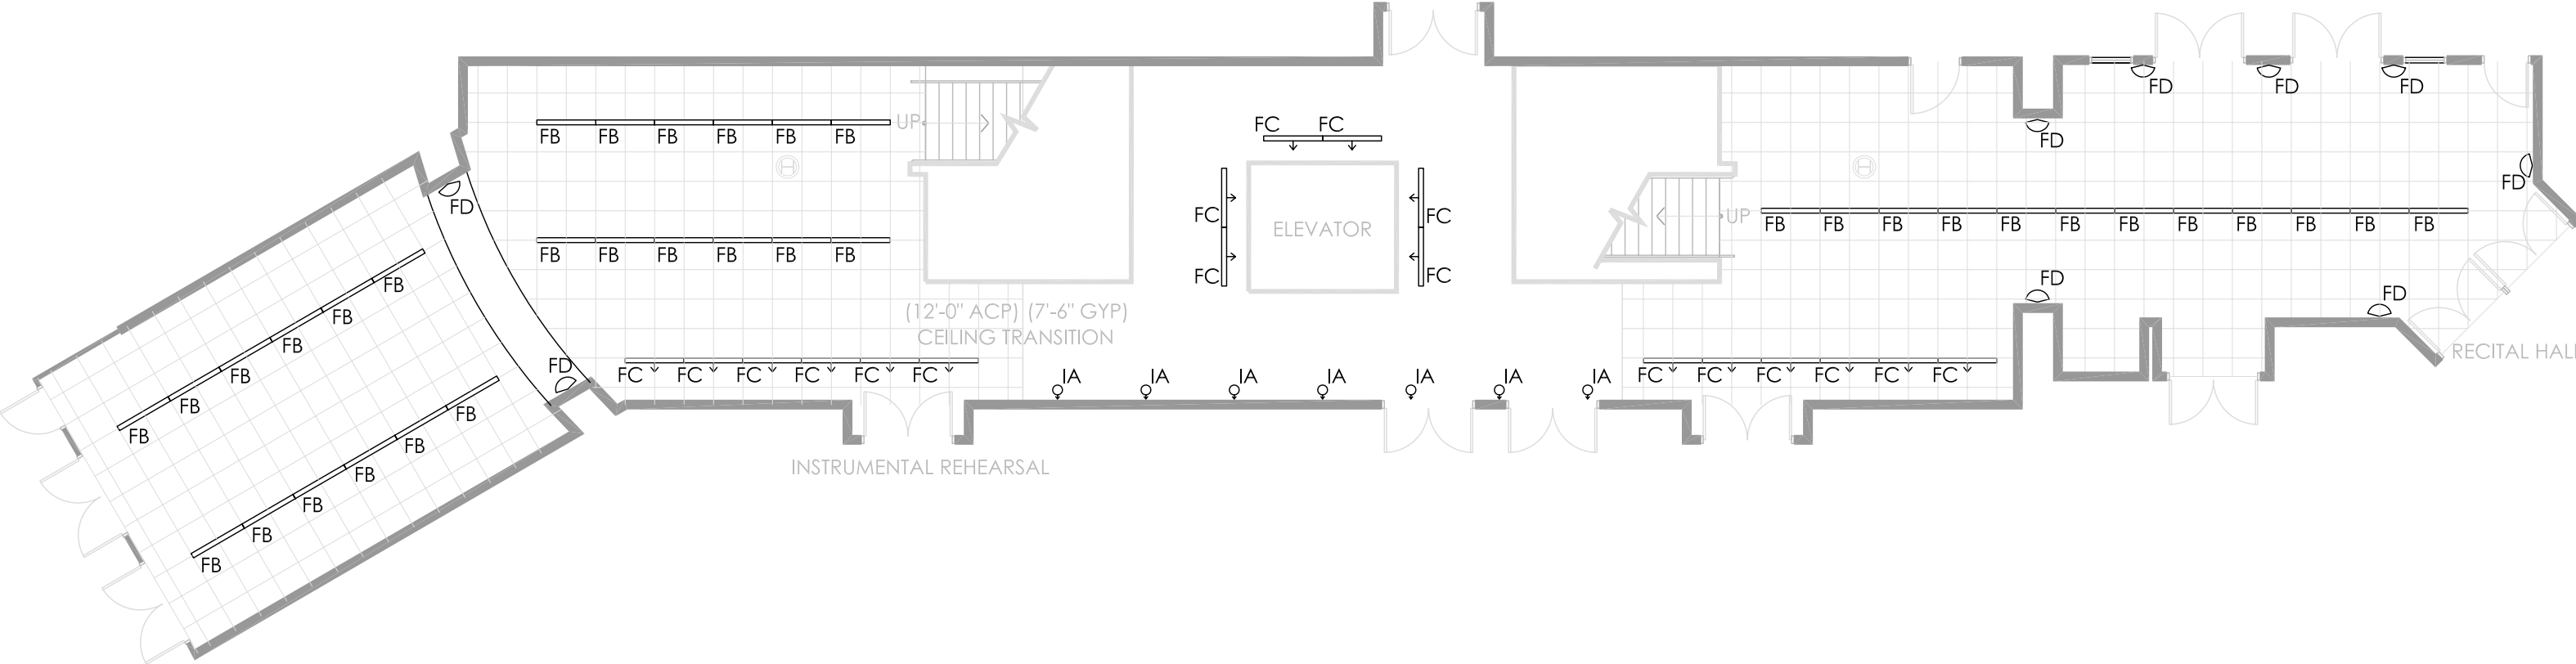 FC FC
FD FD FD
UP
FB FB FB FB FB FB
FD
FD
FD
FC FC
UP
FB FB FB FB FB FB FB FB FB FB FB FB
ELEVATOR
FB FB FB FB FB FB
FC FC
FB
FD
FD
(12'-0" ACP) (7'-6" GYP)
CEILING TRANSITION
FB
FB
RECITAL HALL
FD
FC FC FC FC FC FC
IA IA IA IA IA IA IA
FC FC FC FC FC FC
FB
FB
FB
FB
FB
FB
INSTRUMENTAL REHEARSAL
FB
FB
FB
FB